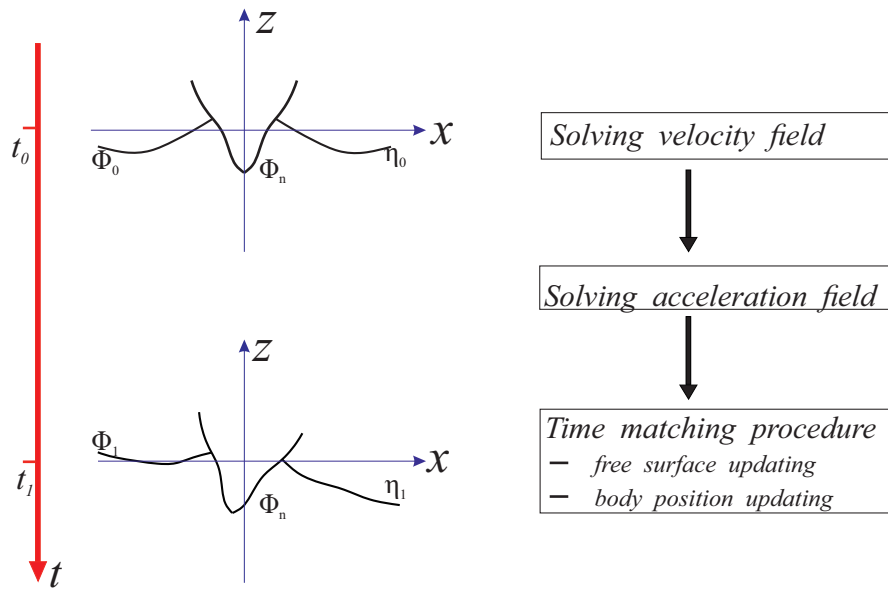 z
x
t₀
Φ₀
Φₙ
η₀
Solving velocity field
Solving acceleration field
z
Φ₁
x
t₁
Φₙ
η₁
t
Time matching procedure
– free surface updating
– body position updating